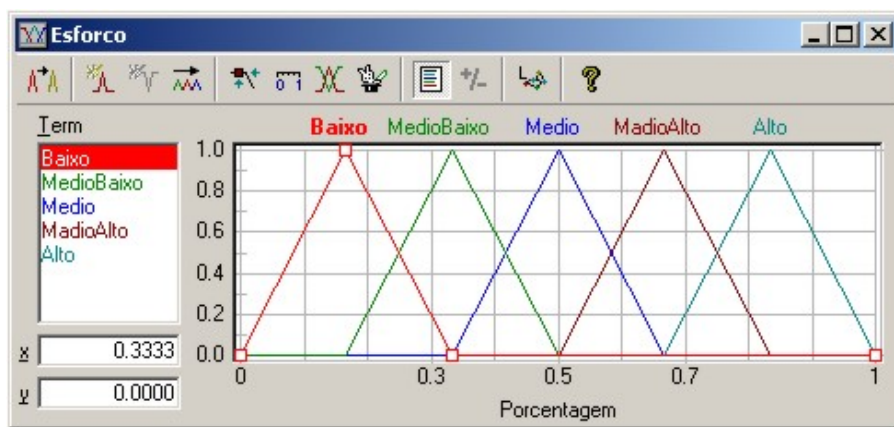 Esforco
Term
Baixo MedioBaixo Medio MadioAlto Alto
Baixo
MedioBaixo
Medio
MadioAlto
Alto
1.0
0.8
0.6
0.4
0.2
0.0
x 0.3333
y 0.0000
0 0.3 0.5 0.7 1
Porcentagem